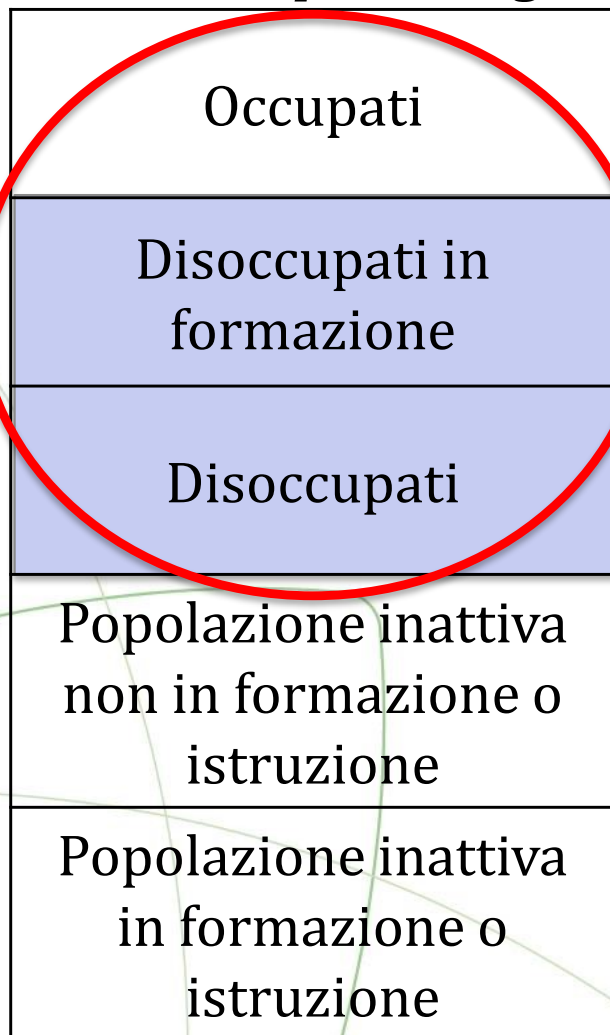 Occupati
Disoccupati in
formazione
Disoccupati
Popolazione inattiva
non in formazione o
istruzione
Popolazione inattiva
in formazione o
istruzione